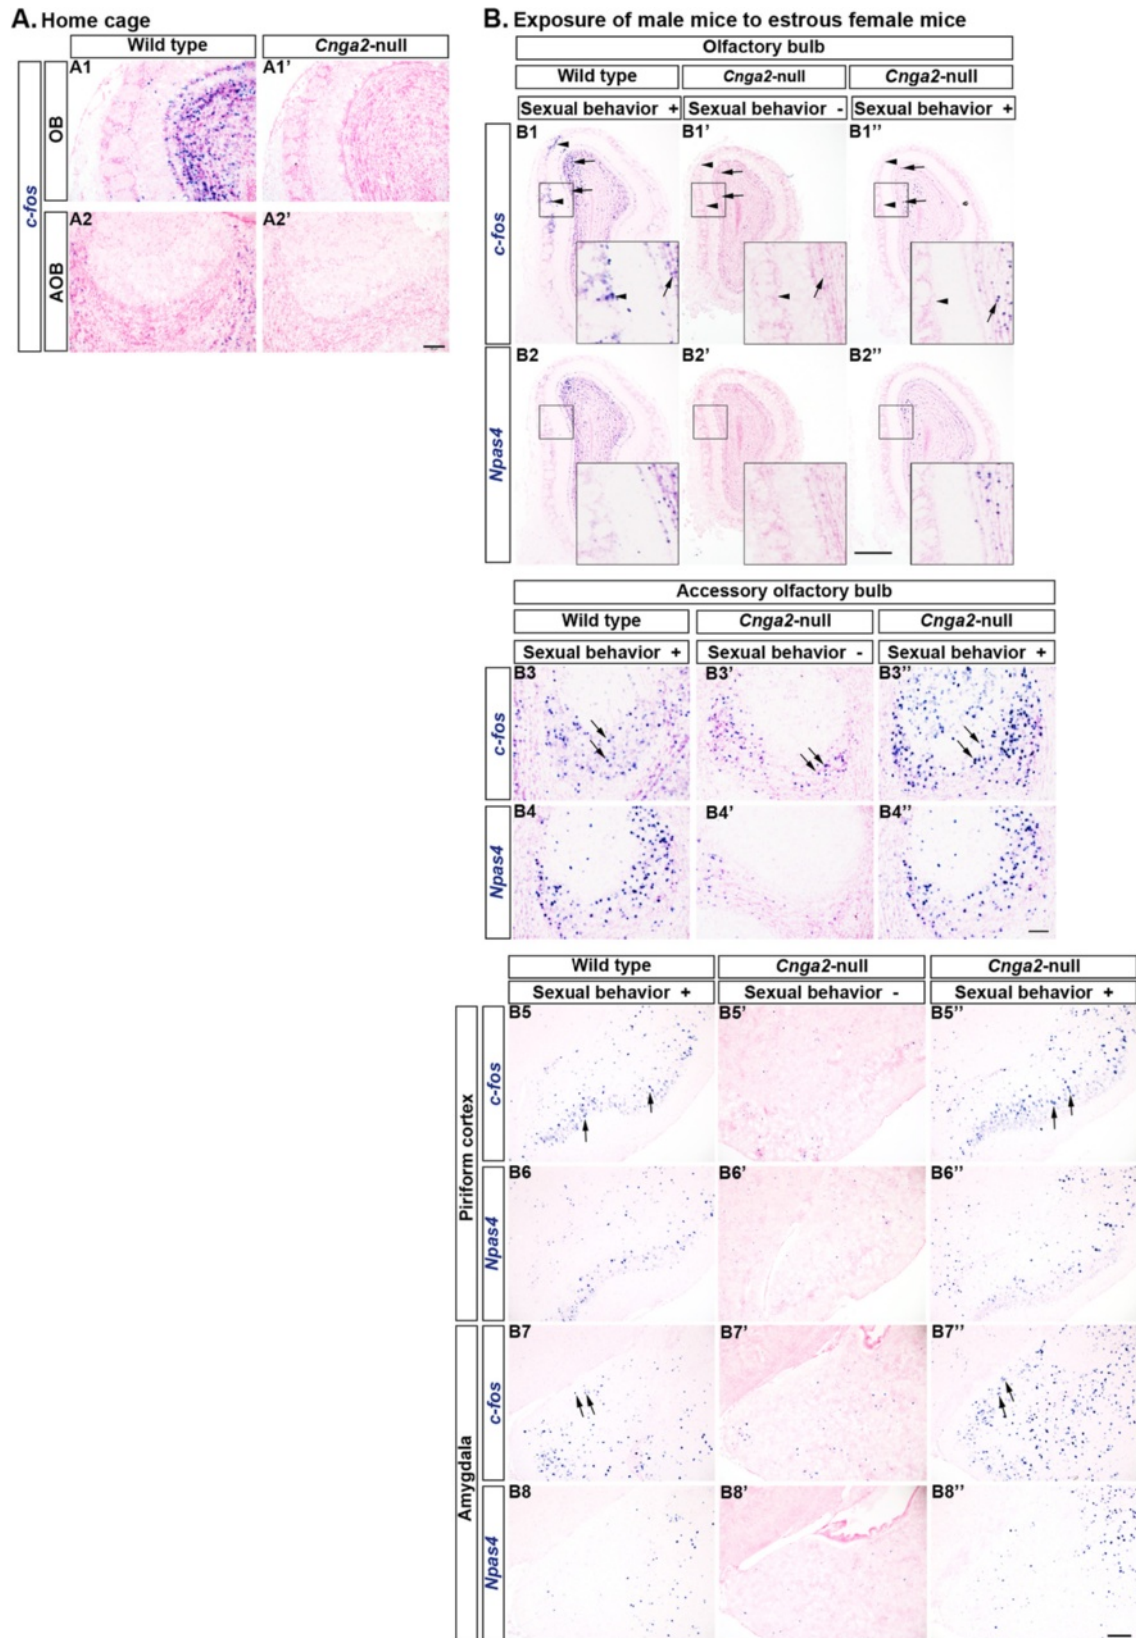 A. Home cage
Wild type
Cnga2-null
c-fos
OB
A1
A1’
AOB
A2
A2’
B. Exposure of male mice to estrous female mice
Olfactory bulb
Wild type
Cnga2-null
Cnga2-null
Sexual behavior +
Sexual behavior -
Sexual behavior +
c-fos
B1
B1’
B1’’
Npas4
B2
B2’
B2’’
Accessory olfactory bulb
Wild type
Cnga2-null
Cnga2-null
Sexual behavior +
Sexual behavior -
Sexual behavior +
c-fos
B3
B3’
B3’’
Npas4
B4
B4’
B4’’
Wild type
Cnga2-null
Cnga2-null
Sexual behavior +
Sexual behavior -
Sexual behavior +
Piriform cortex
c-fos
B5
B5’
B5’’
Npas4
B6
B6’
B6’’
Amygdala
c-fos
B7
B7’
B7’’
Npas4
B8
B8’
B8’’